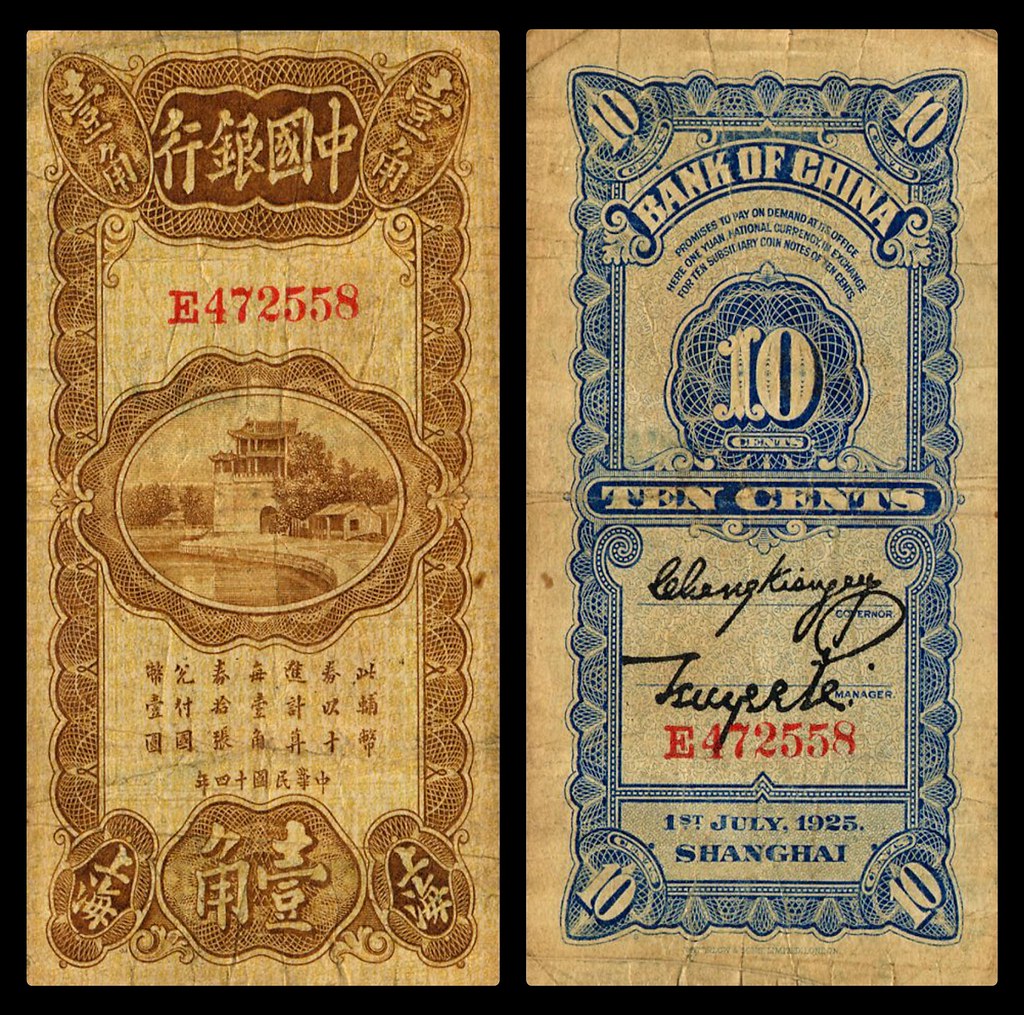 壹角
中國銀行
壹角
E472558
此輔幣
券以十
進計算
每壹角
券拾張
兌付國
幣壹圓
中華民國十四年
上海
壹角
上海
10
10
BANK OF CHINA
PROMISES TO PAY ON DEMAND AT ITS OFFICE
HERE ONE YUAN, NATIONAL CURRENCY, IN EXCHANGE
FOR TEN SUBSIDIARY COIN NOTES OF TEN CENTS.
10
CENTS
TEN CENTS
GOVERNOR.
MANAGER.
E472558
1ST JULY, 1925.
SHANGHAI
10
10